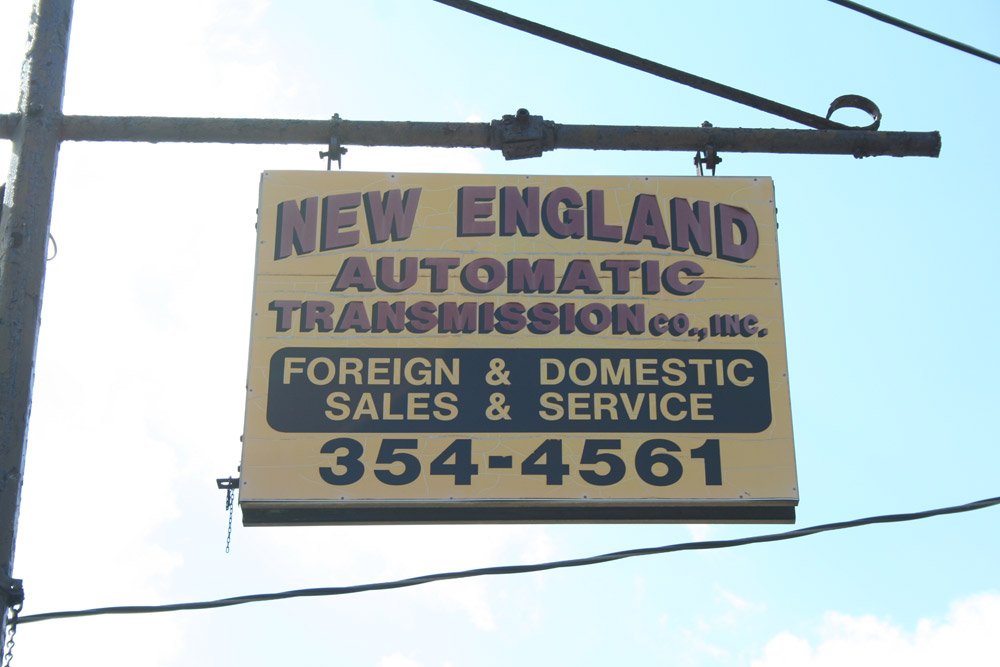 NEW ENGLAND
AUTOMATIC
TRANSMISSION CO., INC.
FOREIGN & DOMESTIC
SALES & SERVICE
354-4561